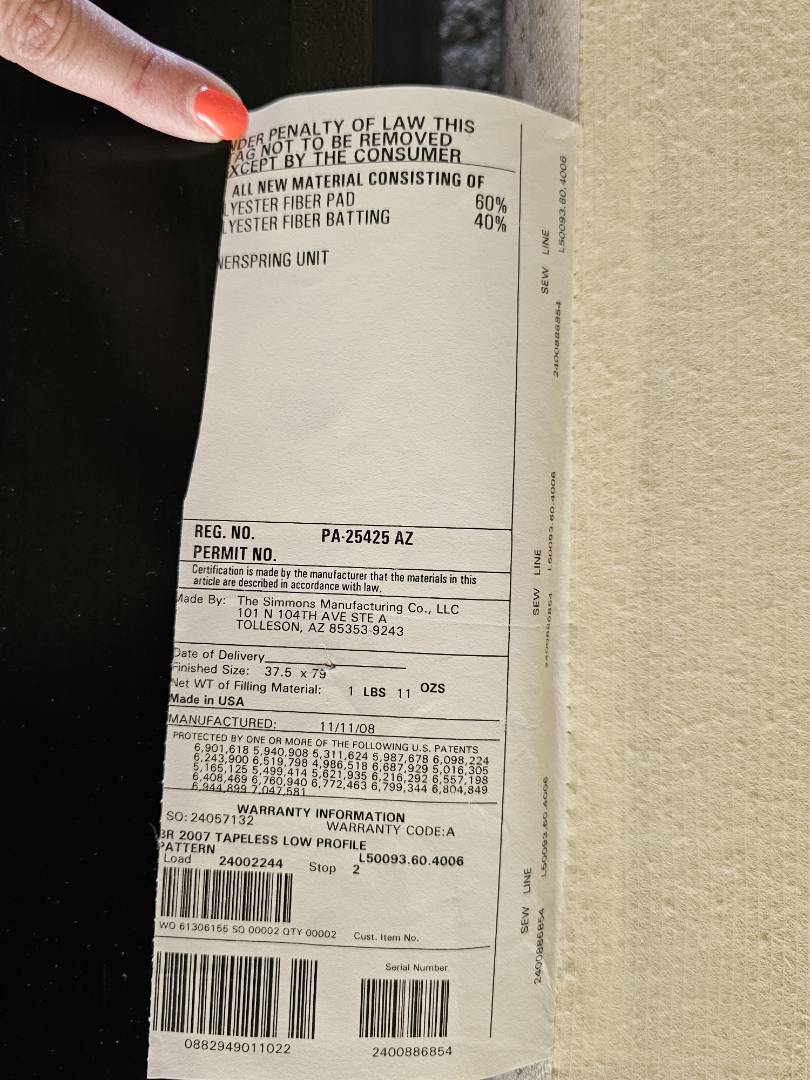 NDER PENALTY OF LAW THIS
AG NOT TO BE REMOVED
XCEPT BY THE CONSUMER
ALL NEW MATERIAL CONSISTING OF
LYESTER FIBER PAD 60%
LYESTER FIBER BATTING 40%
NERSPRING UNIT
REG. NO. PA-25425 AZ
PERMIT NO.
Certification is made by the manufacturer that the materials in this
article are described in accordance with law.
Made By: The Simmons Manufacturing Co., LLC
101 N 104TH AVE STE A
TOLLESON, AZ 85353-9243
Date of Delivery
Finished Size: 37.5 x 79
Net WT of Filling Material: 1 LBS 11 OZS
Made in USA
MANUFACTURED: 11/11/08
PROTECTED BY ONE OR MORE OF THE FOLLOWING U.S. PATENTS
6,901,618 5,940,908 5,311,624 5,987,678 6,098,224
6,243,900 6,519,798 4,986,518 6,687,929 5,016,305
5,165,125 5,499,414 5,621,935 6,216,292 6,557,198
6,408,469 6,760,940 6,772,463 6,799,344 6,804,849
6,944,899 7,047,581
WARRANTY INFORMATION
SO: 24057132 WARRANTY CODE:A
BR 2007 TAPELESS LOW PROFILE
PATTERN L50093.60.4006
Load 24002244 Stop 2
WO 61306155 SQ 00002 QTY 00002 Cust. Item No.
Serial Number
0882949011022
2400886854
SEW LINE
2400886854 L50093.60.4006
SEW LINE
2400886854 L50093.60.4006
SEW LINE
2400886854 L50093.60.4006